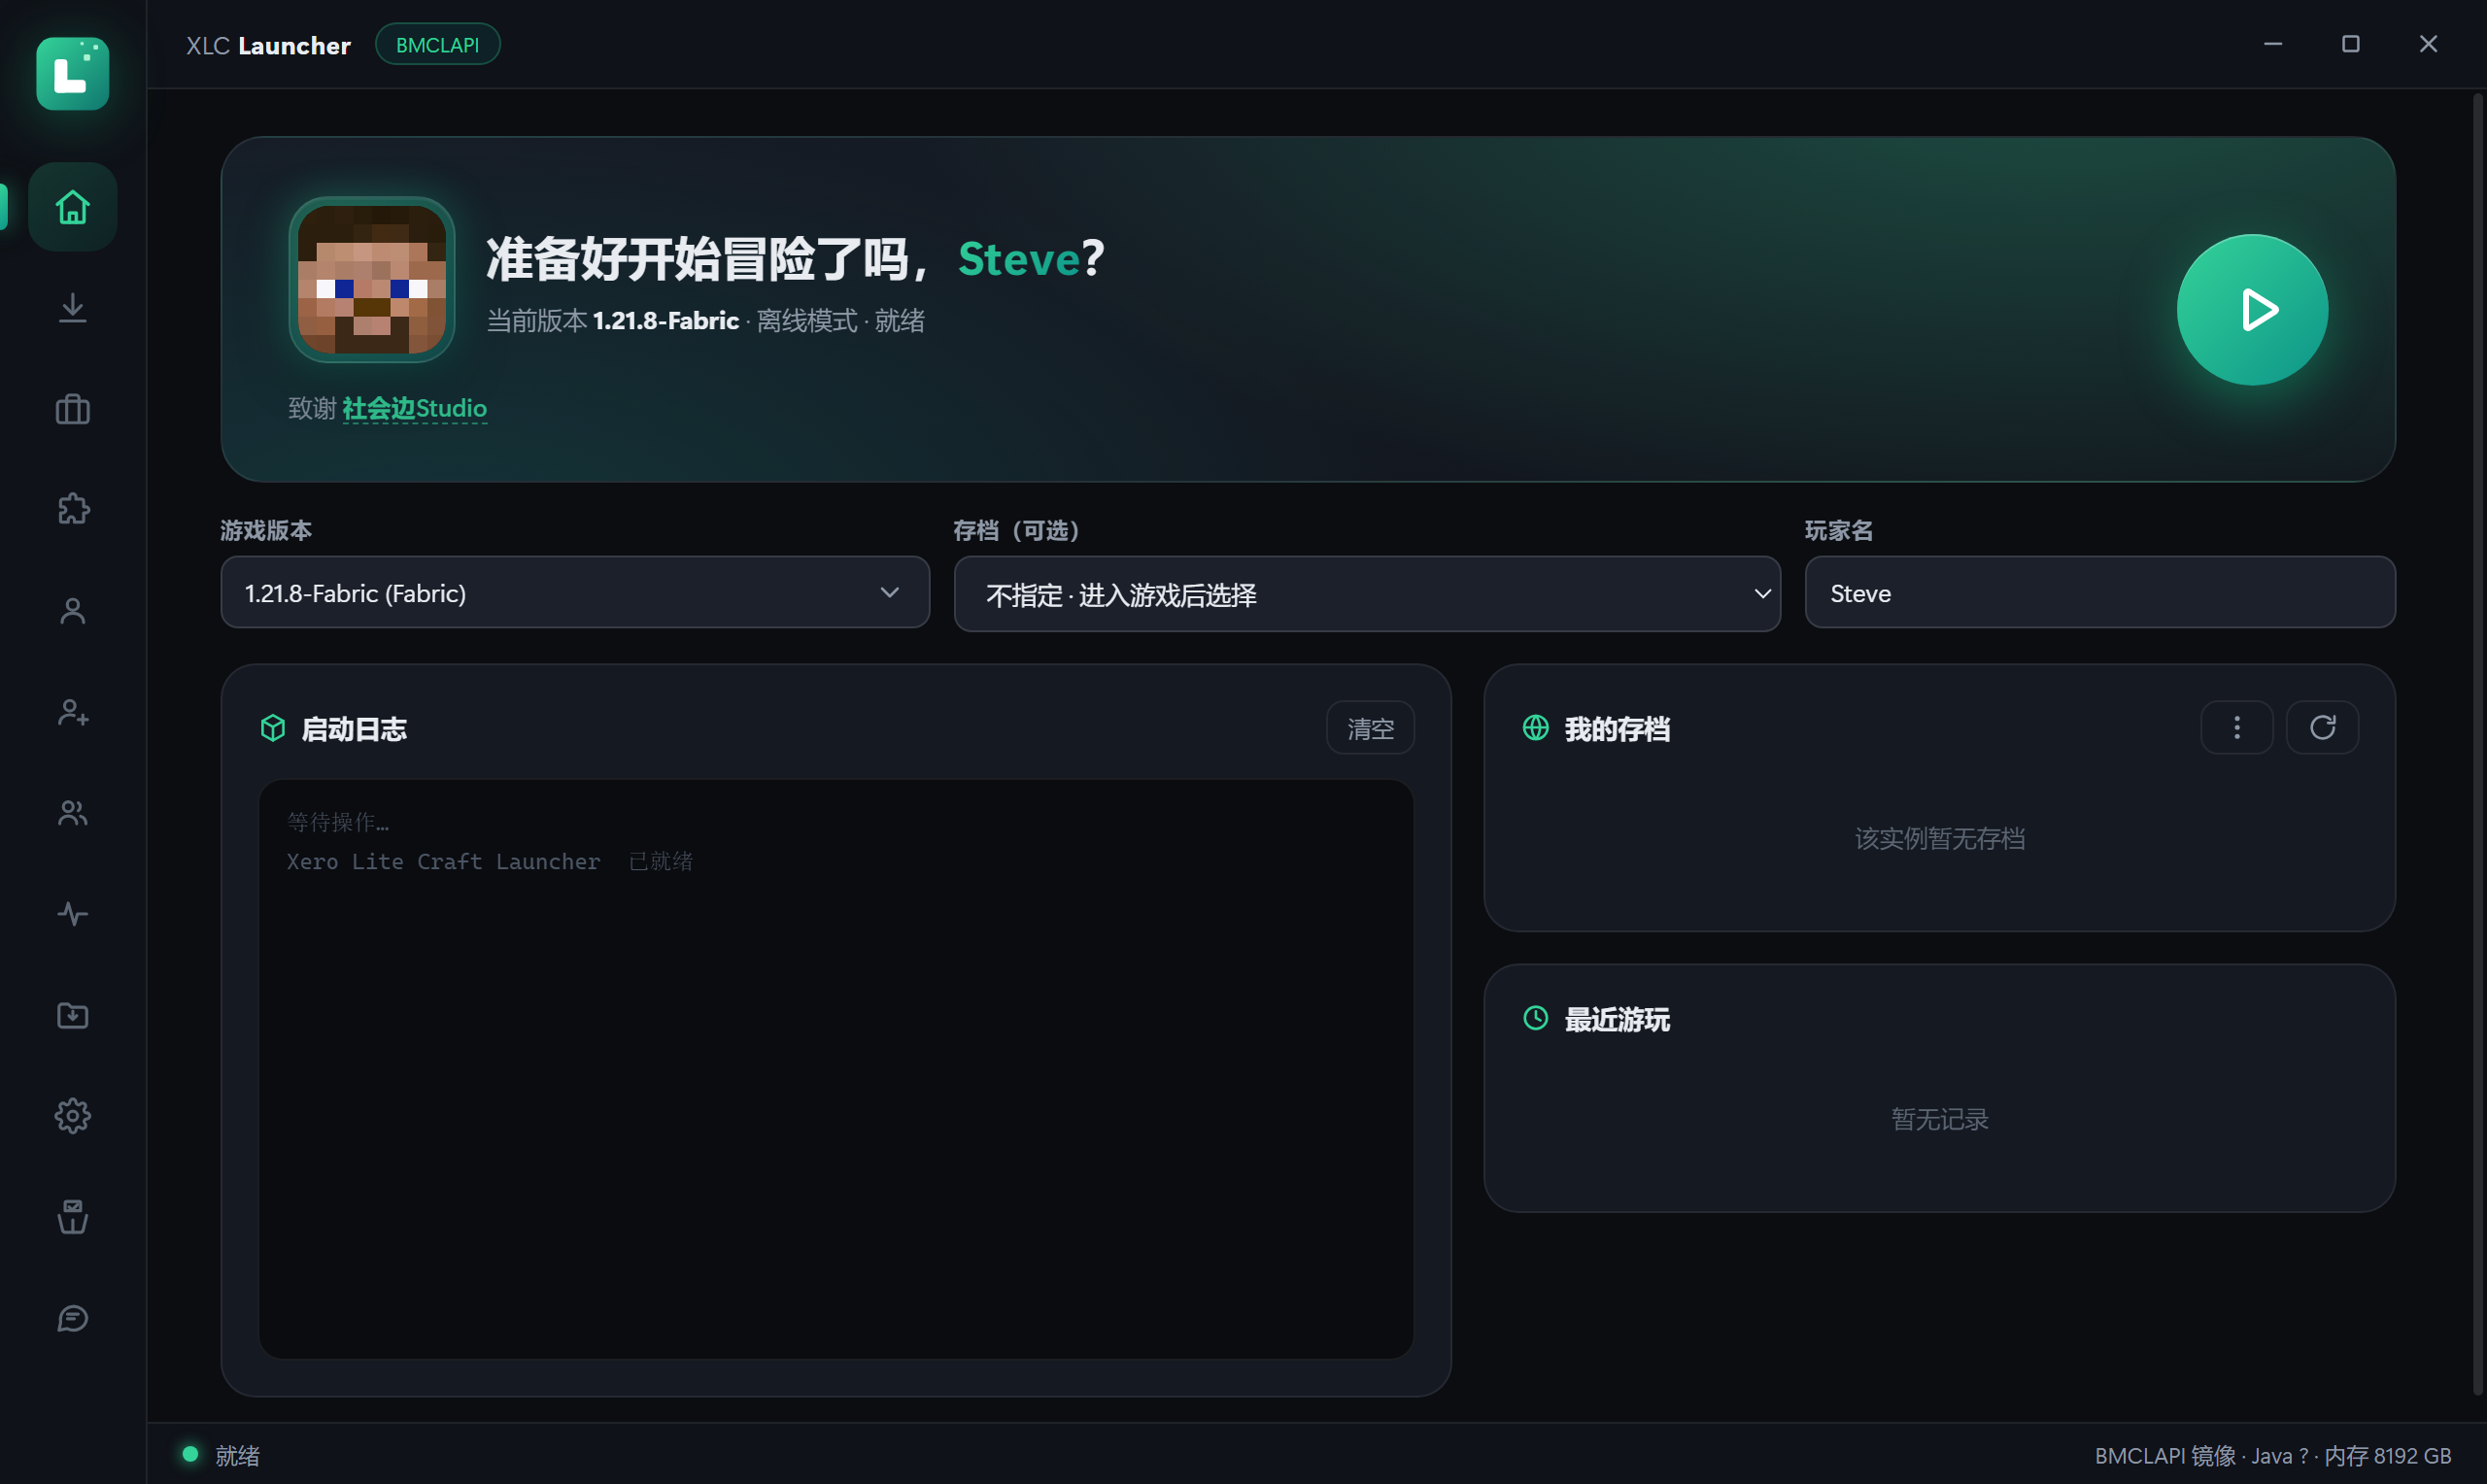 XLC Launcher BMCLAPI
准备好开始冒险了吗，Steve?
当前版本 1.21.8-Fabric · 离线模式 · 就绪
致谢 社会边Studio
游戏版本
1.21.8-Fabric (Fabric)
存档（可选）
不指定 · 进入游戏后选择
玩家名
Steve
启动日志
清空
等待操作...
Xero Lite Craft Launcher 已就绪
我的存档
该实例暂无存档
最近游玩
暂无记录
就绪
BMCLAPI 镜像 · Java ? · 内存 8192 GB